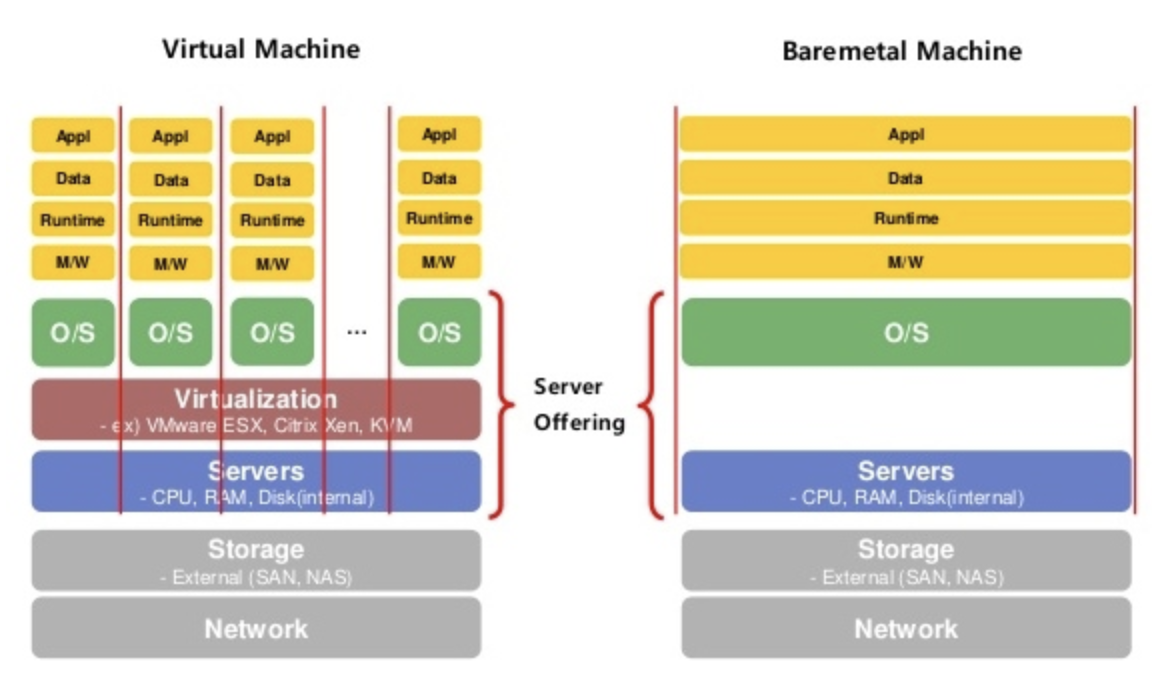 Virtual Machine
Baremetal Machine
Appl
Appl
Appl
Appl
Data
Data
Data
Data
Runtime
Runtime
Runtime
Runtime
M/W
M/W
M/W
M/W
O/S
O/S
O/S
...
O/S
Virtualization
- ex) VMware ESX, Citrix Xen, KVM
Servers
- CPU, RAM, Disk(internal)
Storage
- External (SAN, NAS)
Network
Server
Offering
Appl
Data
Runtime
M/W
O/S
Servers
- CPU, RAM, Disk(internal)
Storage
- External (SAN, NAS)
Network